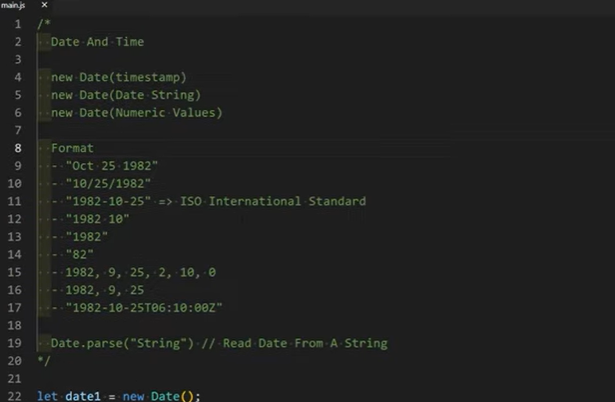 main.js ×
1 /*
2 Date And Time
3
4 new Date(timestamp)
5 new Date(Date String)
6 new Date(Numeric Values)
7
8 Format
9 - "Oct 25 1982"
10 - "10/25/1982"
11 - "1982-10-25" => ISO International Standard
12 - "1982 10"
13 - "1982"
14 - "82"
15 - 1982, 9, 25, 2, 10, 0
16 - 1982, 9, 25
17 - "1982-10-25T06:10:00Z"
18
19 Date.parse("String") // Read Date From A String
20 */
21
22 let date1 = new Date();